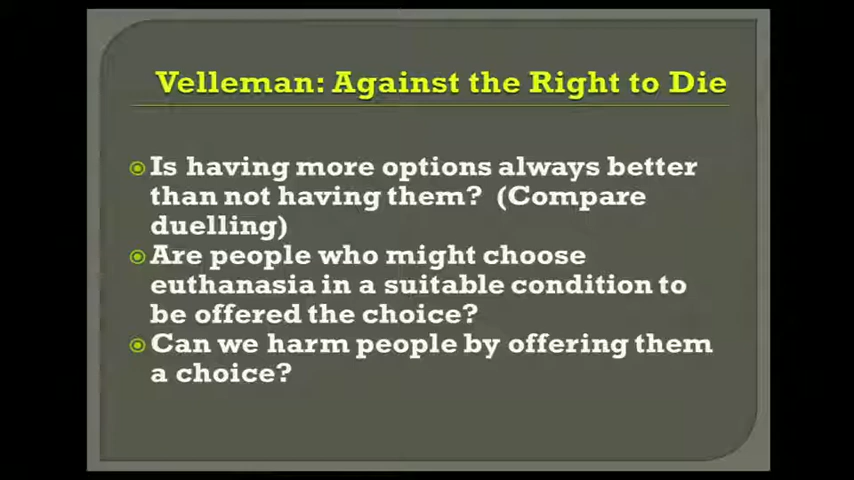 Velleman: Against the Right to Die
Is having more options always better
than not having them? (Compare
duelling)
Are people who might choose
euthanasia in a suitable condition to
be offered the choice?
Can we harm people by offering them
a choice?